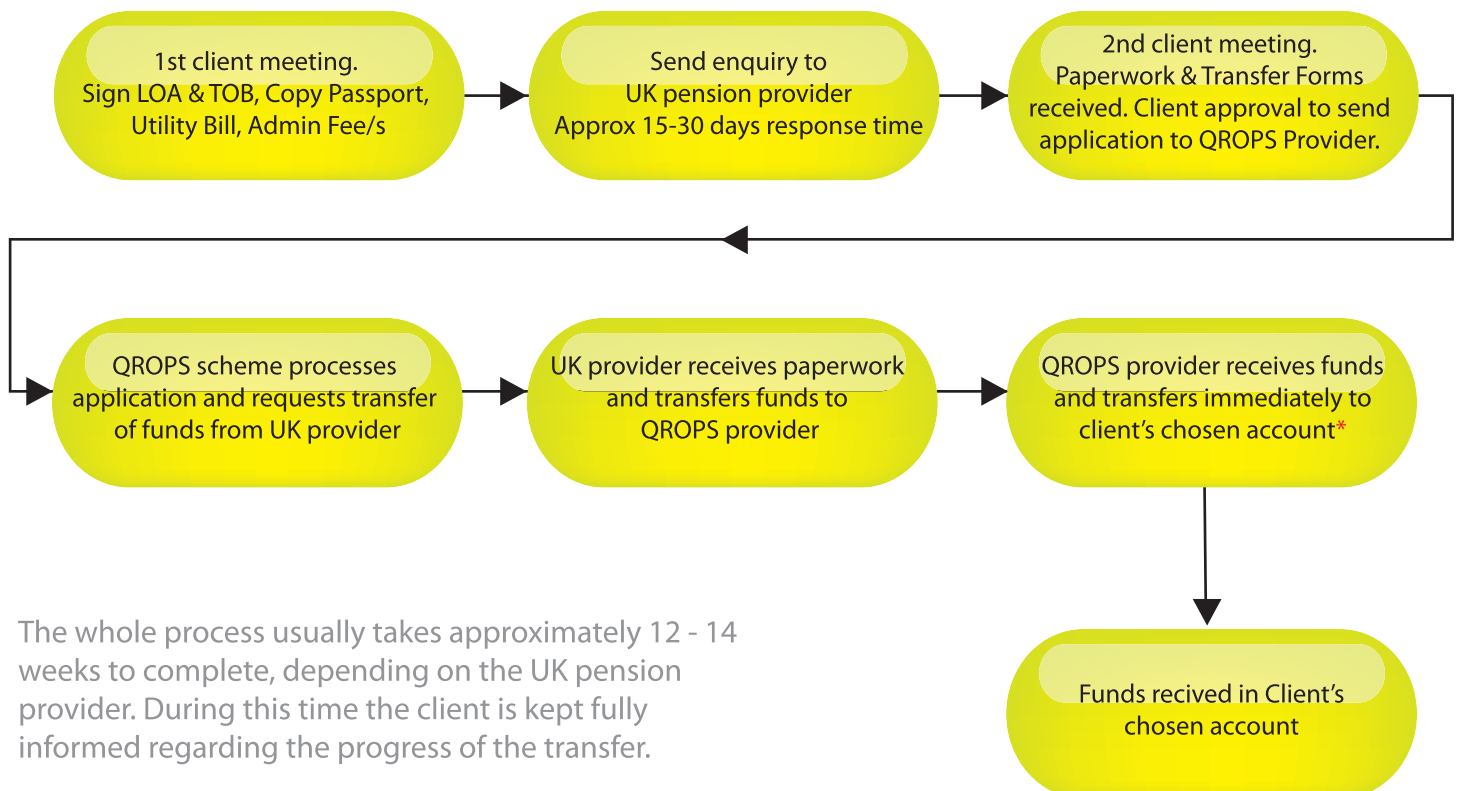 1st client meeting.
Sign LOA & TOB, Copy Passport,
Utility Bill, Admin Fee/s
Send enquiry to
UK pension provider
Approx 15-30 days response time
2nd client meeting.
Paperwork & Transfer Forms
received. Client approval to send
application to QROPS Provider.
QROPS scheme processes
application and requests transfer
of funds from UK provider
UK provider receives paperwork
and transfers funds to
QROPS provider
QROPS provider receives funds
and transfers immediately to
client’s chosen account*
The whole process usually takes approximately 12 - 14
weeks to complete, depending on the UK pension
provider. During this time the client is kept fully
informed regarding the progress of the transfer.
Funds recived in Client’s
chosen account